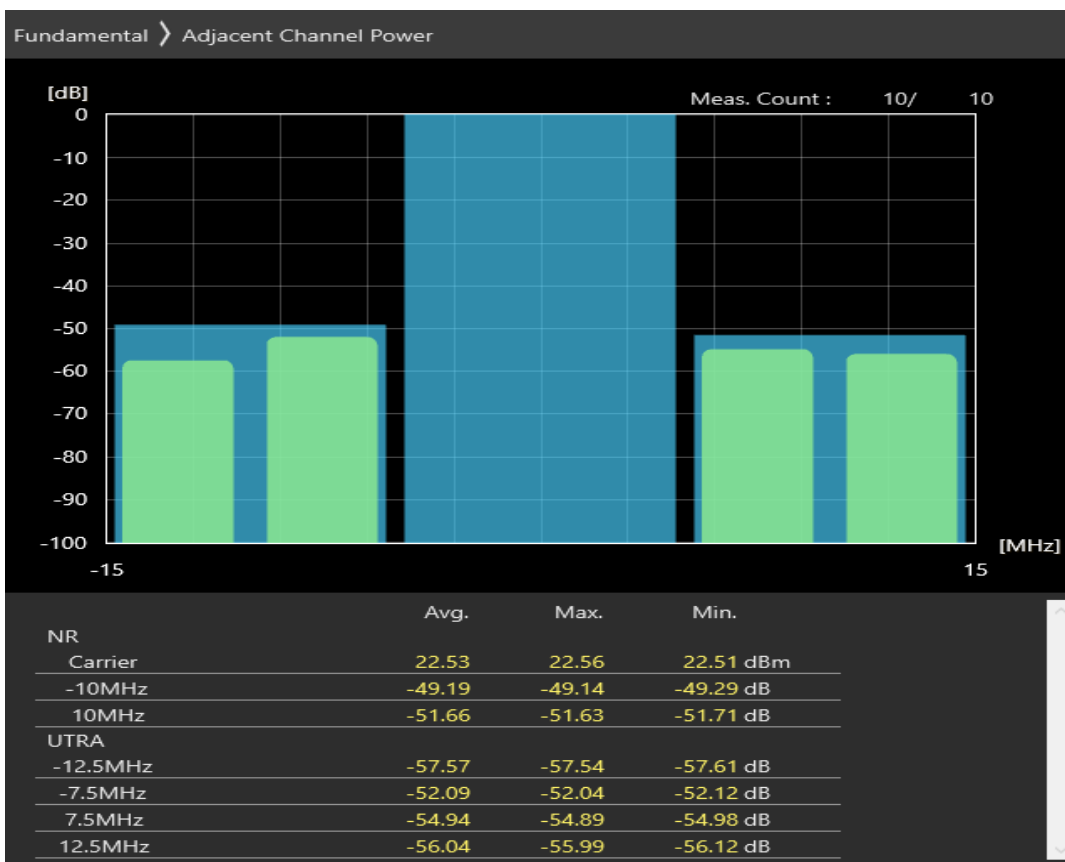 Fundamental 〉 Adjacent Channel Power
[dB]
Meas. Count : 10/ 10
0
-10
-20
-30
-40
-50
-60
-70
-80
-90
-100
[MHz]
-15 15
Avg. Max. Min.
NR
Carrier 22.53 22.56 22.51 dBm
-10MHz -49.19 -49.14 -49.29 dB
10MHz -51.66 -51.63 -51.71 dB
UTRA
-12.5MHz -57.57 -57.54 -57.61 dB
-7.5MHz -52.09 -52.04 -52.12 dB
7.5MHz -54.94 -54.89 -54.98 dB
12.5MHz -56.04 -55.99 -56.12 dB